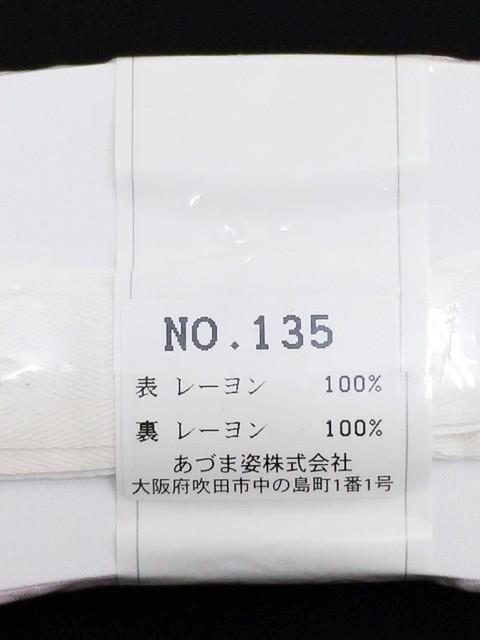 NO.135
表 レーヨン 100%
裏 レーヨン 100%
あづま姿株式会社
大阪府吹田市中の島町1番1号